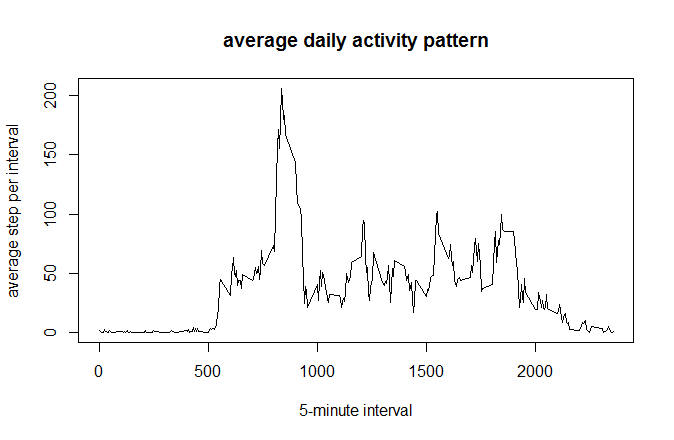 average daily activity pattern
average step per interval
200
150
100
50
0
0 500 1000 1500 2000
5-minute interval